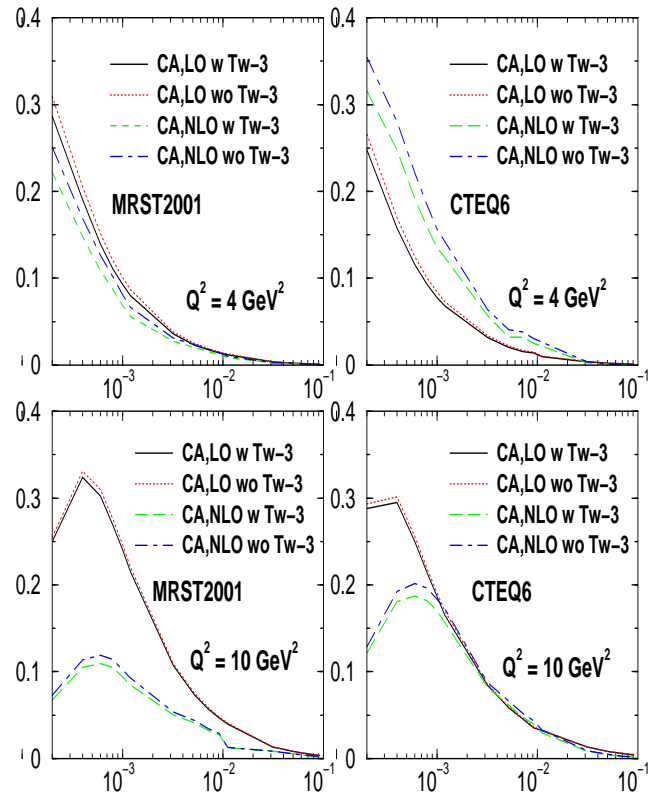 0.4
0.3
0.2
0.1
0
CA,LO w Tw−3
CA,LO wo Tw−3
CA,NLO w Tw−3
CA,NLO wo Tw−3
MRST2001
Q² = 4 GeV²
10⁻³ 10⁻² 10⁻¹
CA,LO w Tw−3
CA,LO wo Tw−3
CA,NLO w Tw−3
CA,NLO wo Tw−3
CTEQ6
Q² = 4 GeV²
0.4
0.3
0.2
0.1
0
10⁻³ 10⁻² 10⁻¹
0.4
0.3
0.2
0.1
0
CA,LO w Tw−3
CA,LO wo Tw−3
CA,NLO w Tw−3
CA,NLO wo Tw−3
MRST2001
Q² = 10 GeV²
10⁻³ 10⁻² 10⁻¹
0.4
0.3
0.2
0.1
0
CA,LO w Tw−3
CA,LO wo Tw−3
CA,NLO w Tw−3
CA,NLO wo Tw−3
CTEQ6
Q² = 10 GeV²
10⁻³ 10⁻² 10⁻¹